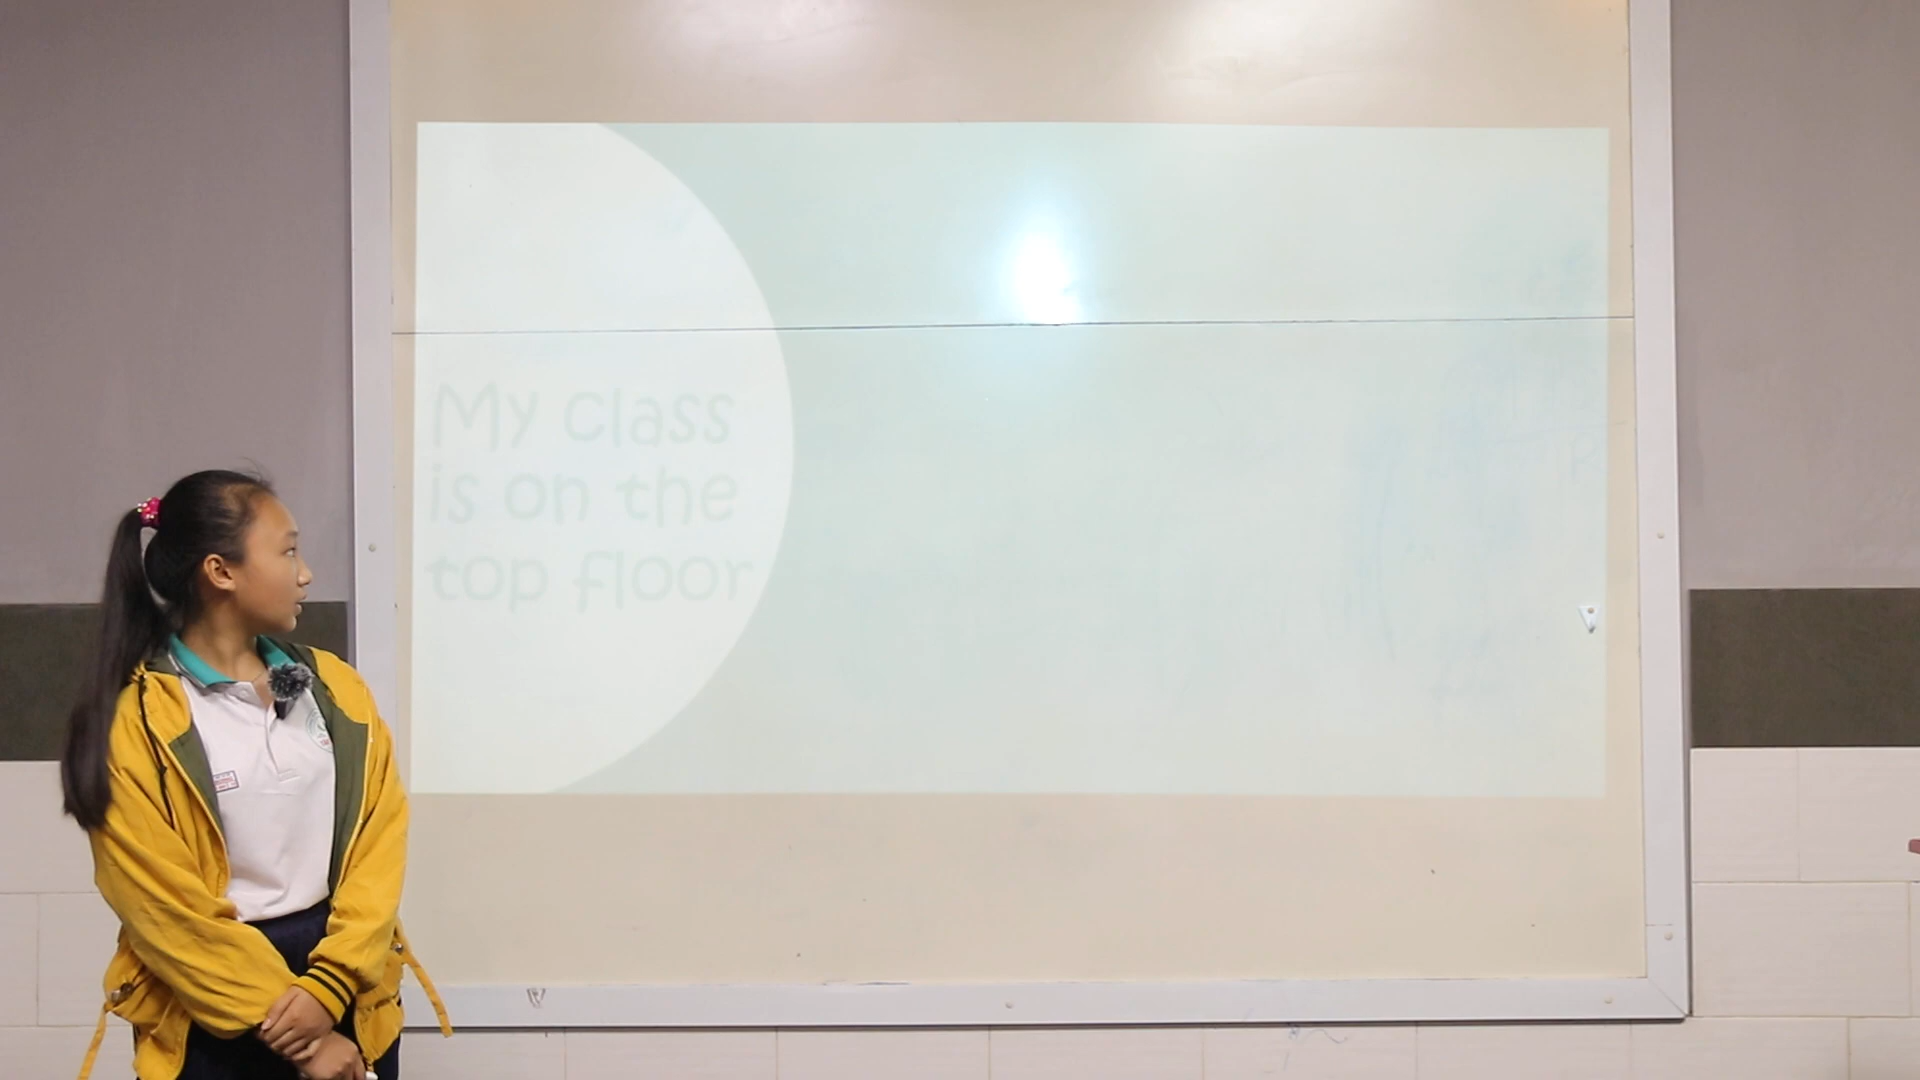 My class
is on the
top floor